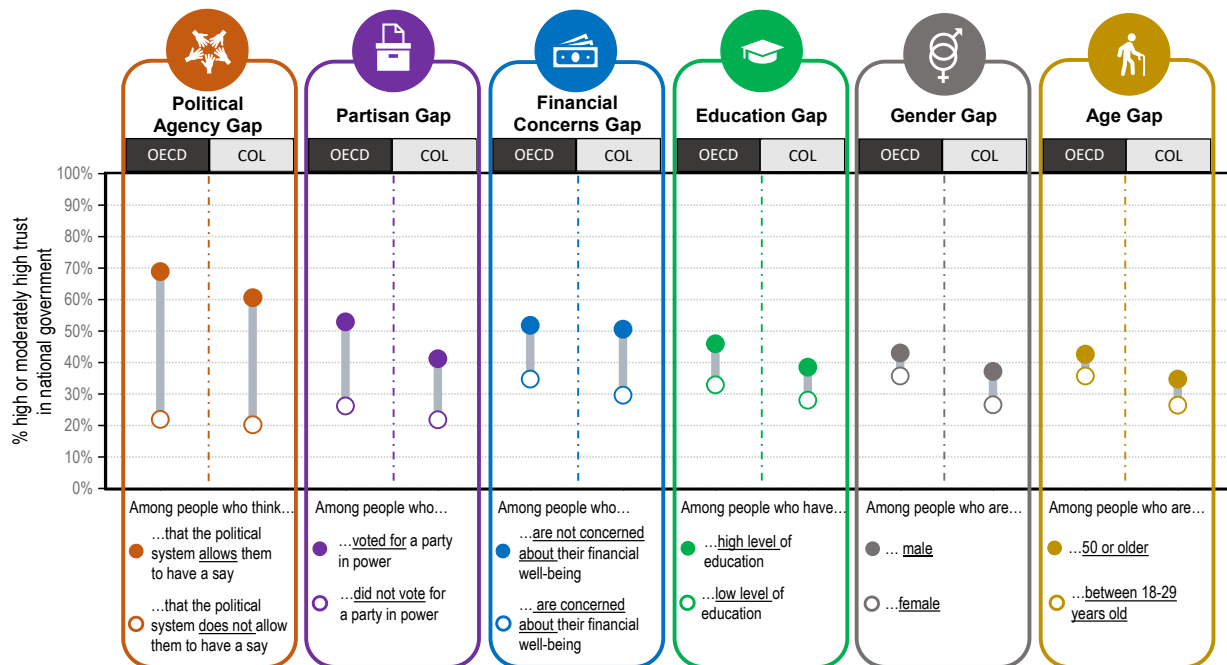 Political
Agency Gap
Partisan Gap
Financial
Concerns Gap
Education Gap
Gender Gap
Age Gap
OECD COL
OECD COL
OECD COL
OECD COL
OECD COL
OECD COL
% high or moderately high trust
in national government
100%
90%
80%
70%
60%
50%
40%
30%
20%
10%
0%
Among people who think…
…that the political
system allows them
to have a say
…that the political
system does not allow
them to have a say
Among people who…
…voted for a party
in power
…did not vote for
a party in power
Among people who…
…are not concerned
about their financial
well-being
… are concerned
about their financial
well-being
Among people who have…
…high level of
education
…low level of
education
Among people who are…
… male
…female
Among people who are…
…50 or older
…between 18-29
years old